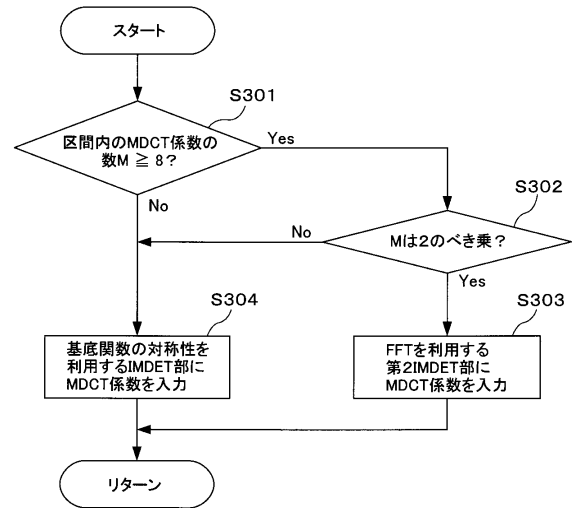 スタート
S301
区間内のMDCT係数の
数M ≧ 8?
Yes
No
S302
Mは2のべき乗?
No
Yes
S304
基底関数の対称性を
利用するIMDET部に
MDCT係数を入力
S303
FFTを利用する
第2IMDET部に
MDCT係数を入力
リターン